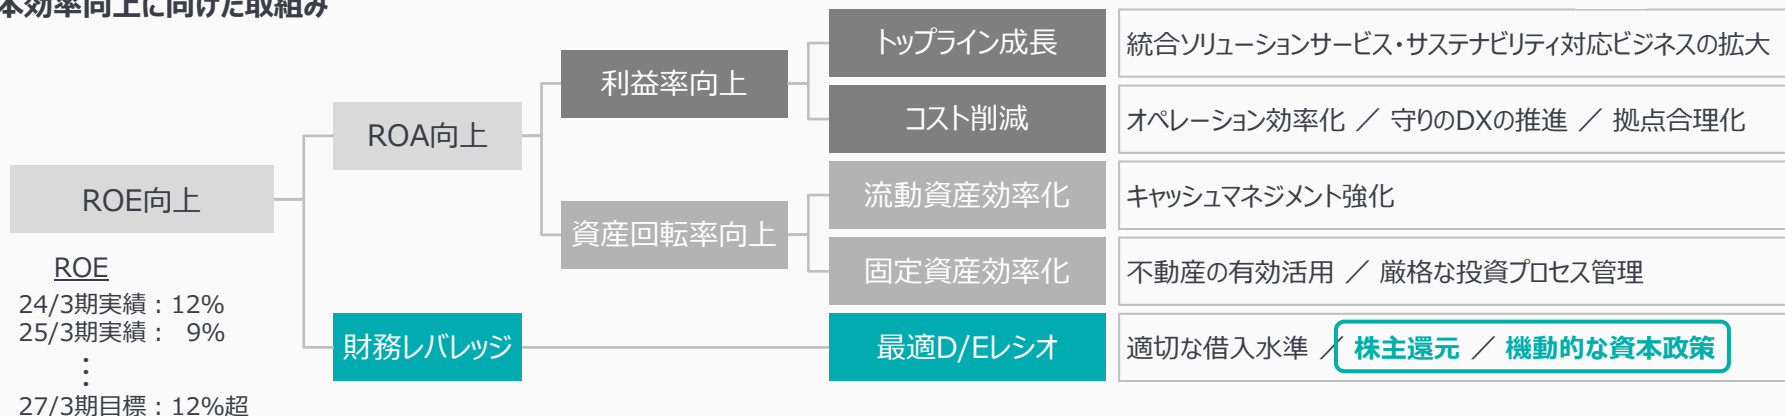 本効率向上に向けた取組み
ROE向上
ROE
24/3期実績：12%
25/3期実績： 9%
27/3期目標：12%超
ROA向上
財務レバレッジ
利益率向上
資産回転率向上
トップライン成長
統合ソリューションサービス・サステナビリティ対応ビジネスの拡大
コスト削減
オペレーション効率化 ／ 守りのDXの推進 ／ 拠点合理化
流動資産効率化
キャッシュマネジメント強化
固定資産効率化
不動産の有効活用 ／ 厳格な投資プロセス管理
最適D/Eレシオ
適切な借入水準 ／ 株主還元 ／ 機動的な資本政策